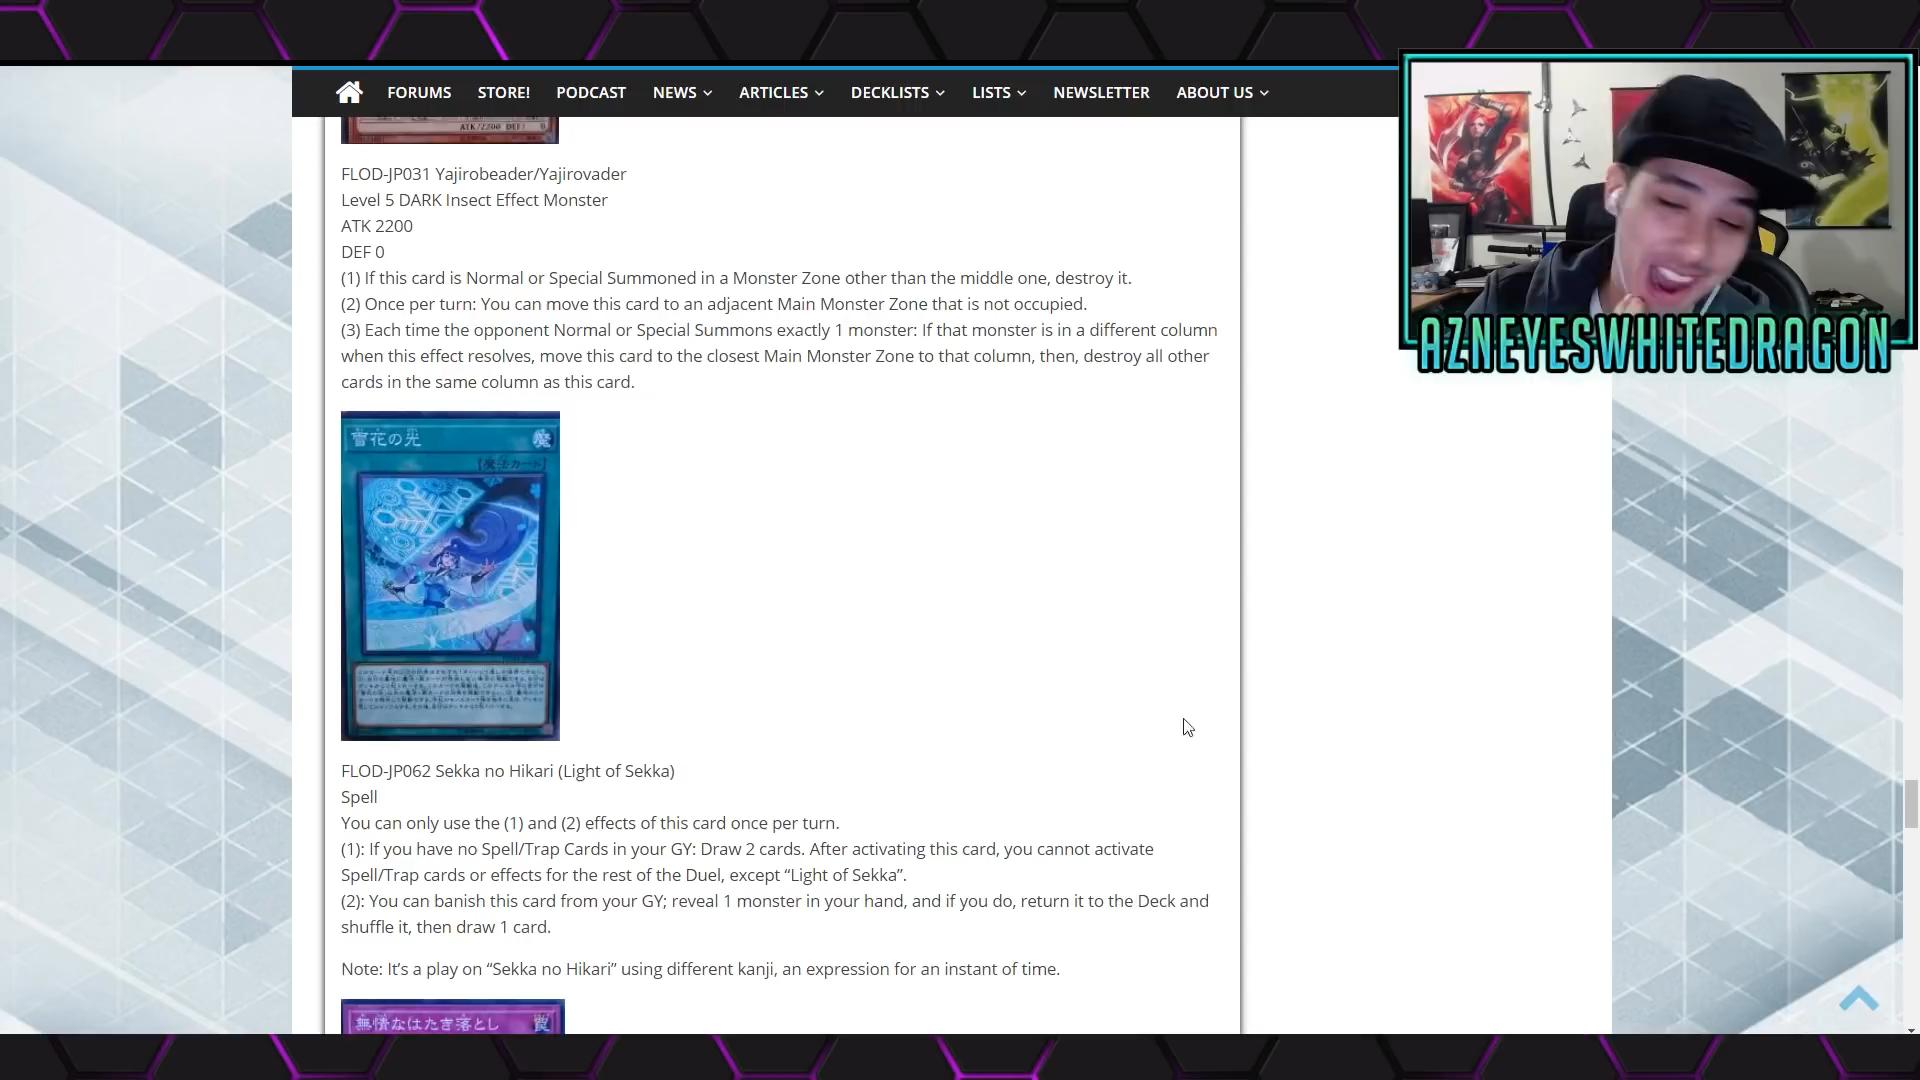 FORUMS STORE! PODCAST NEWS ARTICLES DECKLISTS LISTS NEWSLETTER ABOUT US
ATK/2200 DEF/ 0
AZNEYESWHITEDRAGON
FLOD-JP031 Yajirobeader/Yajirovader
Level 5 DARK Insect Effect Monster
ATK 2200
DEF 0
(1) If this card is Normal or Special Summoned in a Monster Zone other than the middle one, destroy it.
(2) Once per turn: You can move this card to an adjacent Main Monster Zone that is not occupied.
(3) Each time the opponent Normal or Special Summons exactly 1 monster: If that monster is in a different column
when this effect resolves, move this card to the closest Main Monster Zone to that column, then, destroy all other
cards in the same column as this card.
雪花の光 魔
【魔法カード】
FLOD-JP062 Sekka no Hikari (Light of Sekka)
Spell
You can only use the (1) and (2) effects of this card once per turn.
(1): If you have no Spell/Trap Cards in your GY: Draw 2 cards. After activating this card, you cannot activate
Spell/Trap cards or effects for the rest of the Duel, except “Light of Sekka”.
(2): You can banish this card from your GY; reveal 1 monster in your hand, and if you do, return it to the Deck and
shuffle it, then draw 1 card.
Note: It’s a play on “Sekka no Hikari” using different kanji, an expression for an instant of time.
無情なはたき落とし 罠